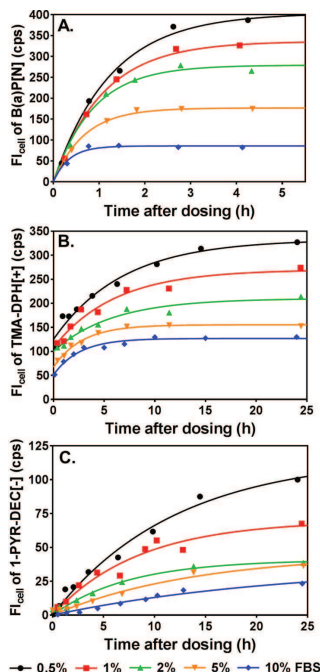 A.
FI_cell of B(a)P[N] (cps)
400
350
300
250
200
150
100
50
0
0 1 2 3 4 5
Time after dosing (h)
B.
FI_cell of TMA-DPH[+] (cps)
350
300
250
200
150
100
50
0
0 5 10 15 20 25
Time after dosing (h)
C.
FI_cell of 1-PYR-DEC[-] (cps)
125
100
75
50
25
0
0 5 10 15 20 25
Time after dosing (h)
0.5% 1% 2% 5% 10% FBS